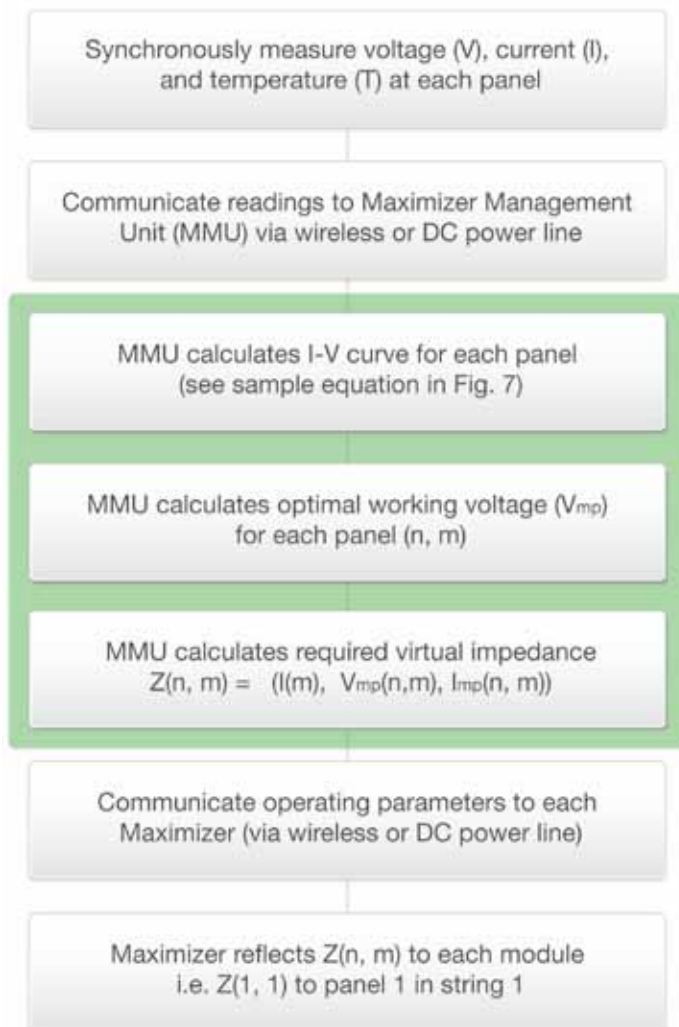 Synchronously measure voltage (V), current (I),
and temperature (T) at each panel
Communicate readings to Maximizer Management
Unit (MMU) via wireless or DC power line
MMU calculates I-V curve for each panel
(see sample equation in Fig. 7)
MMU calculates optimal working voltage (Vmp)
for each panel (n, m)
MMU calculates required virtual impedance
Z(n, m) = (I(m), Vmp(n,m), Imp(n, m))
Communicate operating parameters to each
Maximizer (via wireless or DC power line)
Maximizer reflects Z(n, m) to each module
i.e. Z(1, 1) to panel 1 in string 1